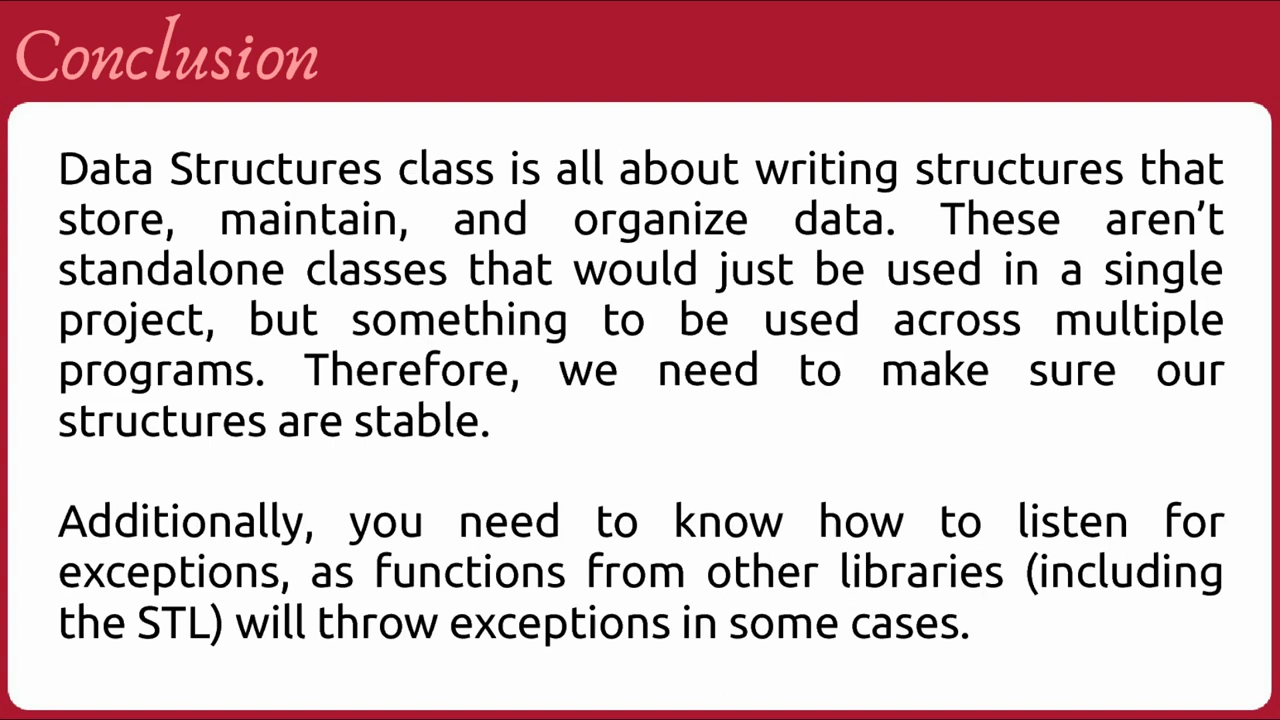 Conclusion
Data Structures class is all about writing structures that
store, maintain, and organize data. These aren’t
standalone classes that would just be used in a single
project, but something to be used across multiple
programs. Therefore, we need to make sure our
structures are stable.
Additionally, you need to know how to listen for
exceptions, as functions from other libraries (including
the STL) will throw exceptions in some cases.